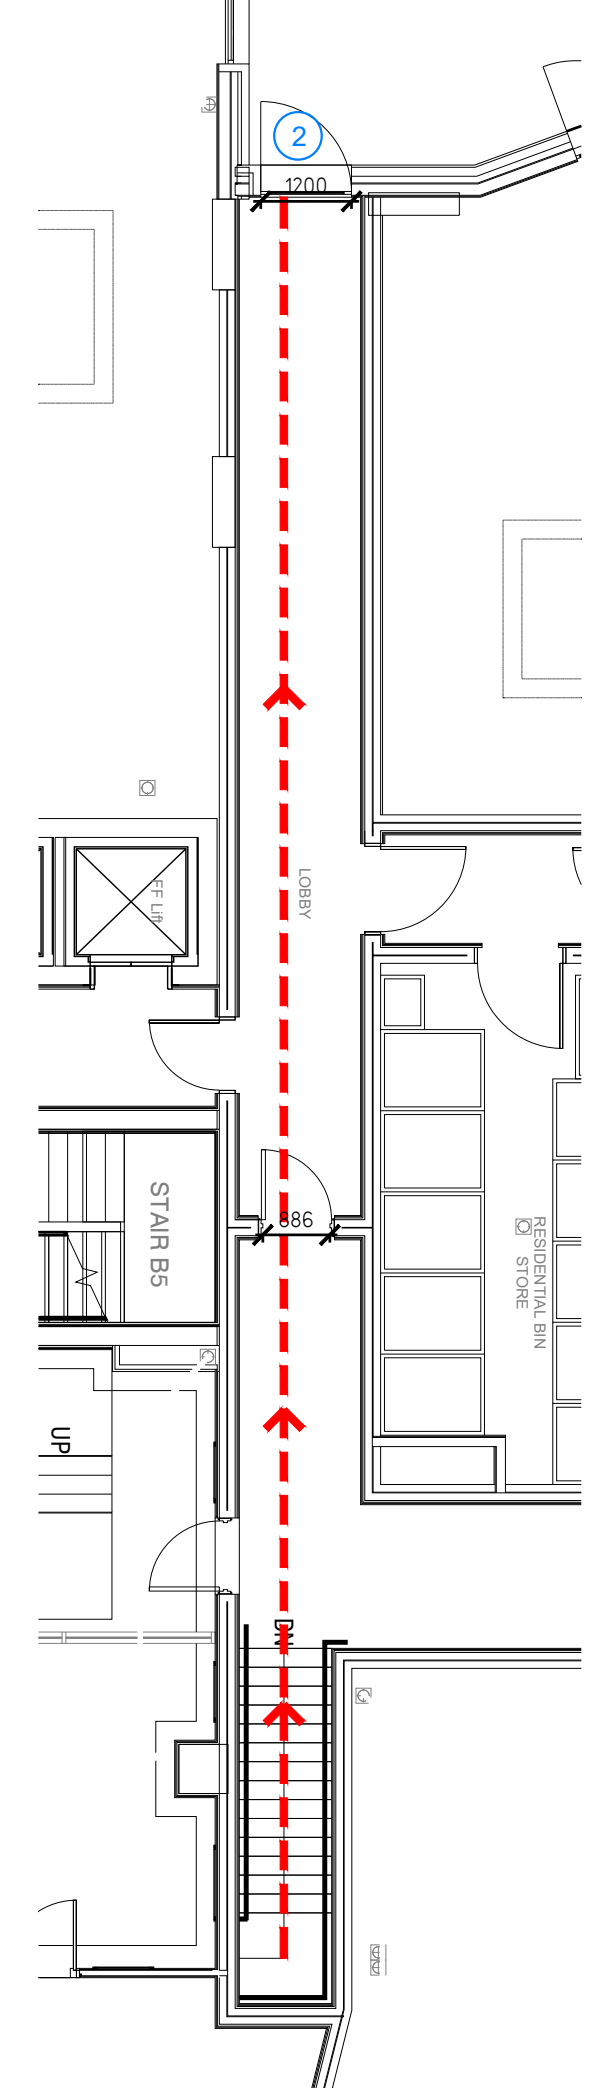 2
1200
FF Lift
LOBBY
886
STAIR B5
RESIDENTIAL BIN
STORE
UP
DN